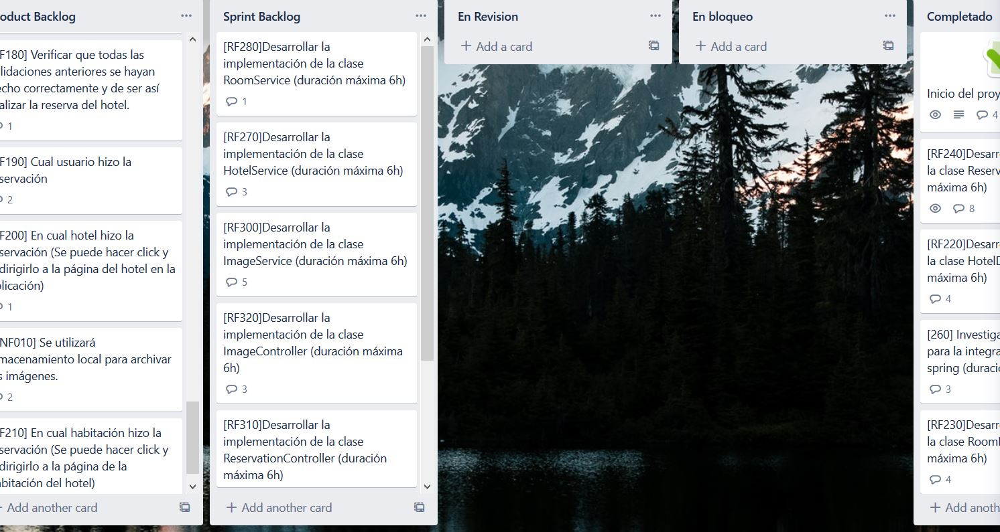 oduct Backlog
F180] Verificar que todas las
lidaciones anteriores se hayan
echo correctamente y de ser así
alizar la reserva del hotel.
1
F190] Cual usuario hizo la
servación
2
F200] En cual hotel hizo la
servación (Se puede hacer click y
dirigirlo a la página del hotel en la
licación)
1
NF010] Se utilizará
macenamiento local para archivar
s imágenes.
2
F210] En cual habitación hizo la
servación (Se puede hacer click y
dirigirlo a la página de la
bitación del hotel)
+ Add another card
Sprint Backlog
[RF280]Desarrollar la
implementación de la clase
RoomService (duración máxima 6h)
1
[RF270]Desarrollar la
implementación de la clase
HotelService (duración máxima 6h)
3
[RF300]Desarrollar la
implementación de la clase
ImageService (duración máxima 6h)
5
[RF320]Desarrollar la
implementación de la clase
ImageController (duración máxima
6h)
3
[RF310]Desarrollar la
implementación de la clase
ReservationController (duración
máxima 6h)
+ Add another card
En Revision
+ Add a card
En bloqueo
+ Add a card
Completado
Inicio del proy
4
[RF240]Desarr
la clase Reserv
máxima 6h)
8
[RF220]Desarr
la clase HotelD
máxima 6h)
4
[260] Investiga
para la integra
spring (duració
3
[RF230]Desarr
la clase Room
máxima 6h)
4
+ Add anoth